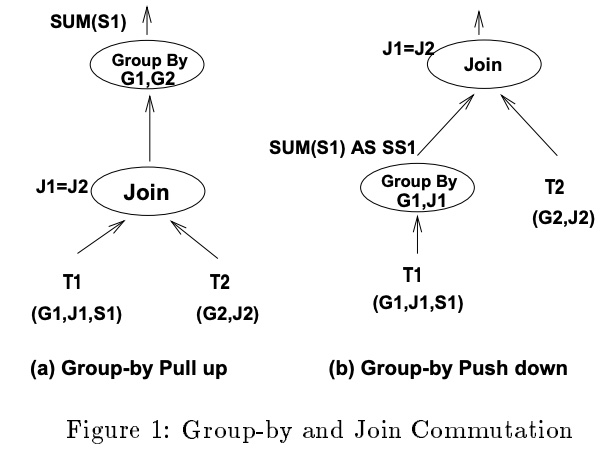 SUM(S1)
Group By
G1,G2
J1=J2
Join
T1
T2
(G1,J1,S1)
(G2,J2)
(a) Group-by Pull up
J1=J2
Join
SUM(S1) AS SS1
Group By
G1,J1
T2
(G2,J2)
T1
(G1,J1,S1)
(b) Group-by Push down
Figure 1: Group-by and Join Commutation